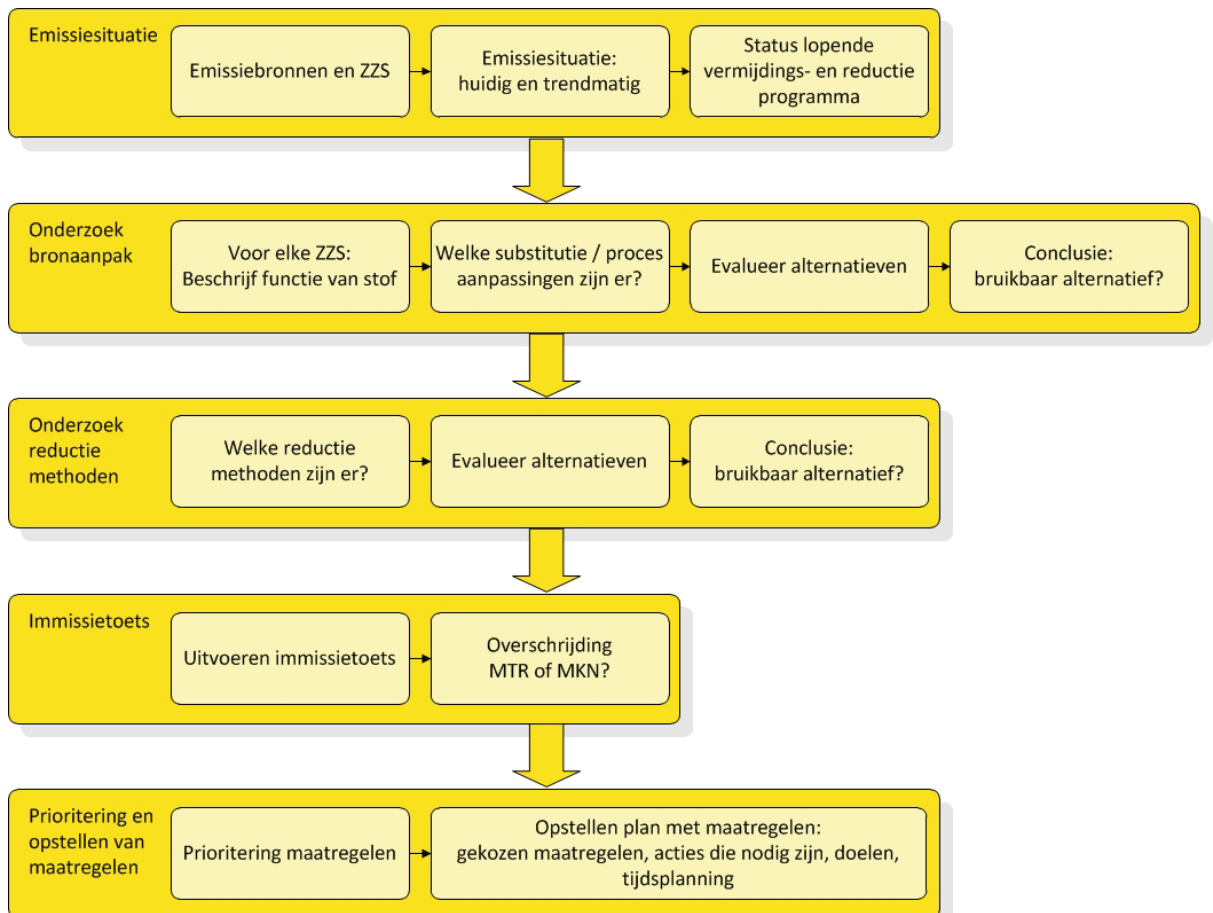 Emissiesituatie
Emissiebronnen en ZZS
Emissiesituatie:
huidig en trendmatig
Status lopende
vermijdings- en reductie
programma
Onderzoek
bronaanpak
Voor elke ZZS:
Beschrijf functie van stof
Welke substitutie / proces
aanpassingen zijn er?
Evalueer alternatieven
Conclusie:
bruikbaar alternatief?
Onderzoek
reductie
methoden
Welke reductie
methoden zijn er?
Evalueer alternatieven
Conclusie:
bruikbaar alternatief?
Immissietoets
Uitvoeren immissietoets
Overschrijding
MTR of MKN?
Prioritering en
opstellen van
maatregelen
Prioritering maatregelen
Opstellen plan met maatregelen:
gekozen maatregelen, acties die nodig zijn, doelen,
tijdsplanning